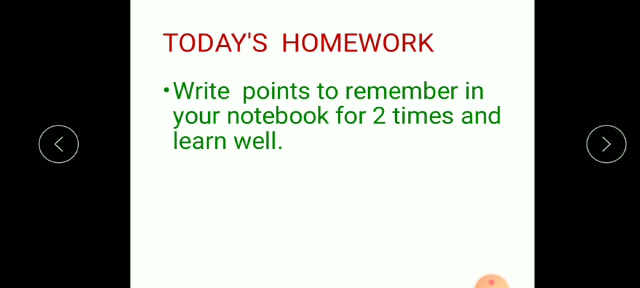 TODAY'S HOMEWORK
•Write points to remember in
your notebook for 2 times and
learn well.